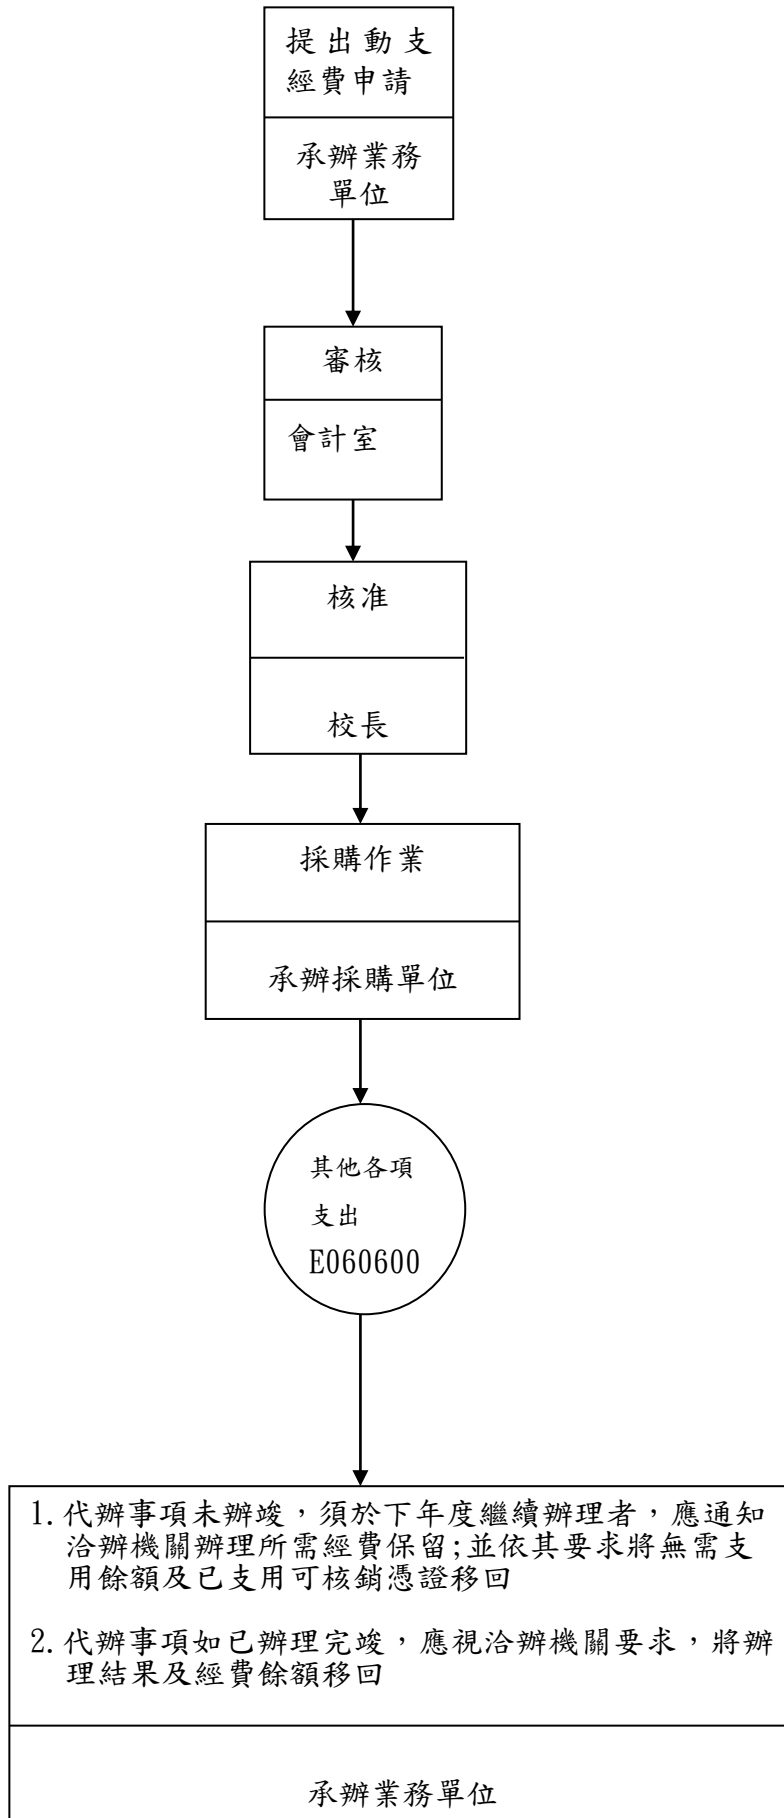 提出動支
經費申請
承辦業務
單位
審核
會計室
核准
校長
採購作業
承辦採購單位
其他各項
支出
E060600
1.代辦事項未辦竣，須於下年度繼續辦理者，應通知
洽辦機關辦理所需經費保留;並依其要求將無需支
用餘額及已支用可核銷憑證移回
2.代辦事項如已辦理完竣，應視洽辦機關要求，將辦
理結果及經費餘額移回
承辦業務單位